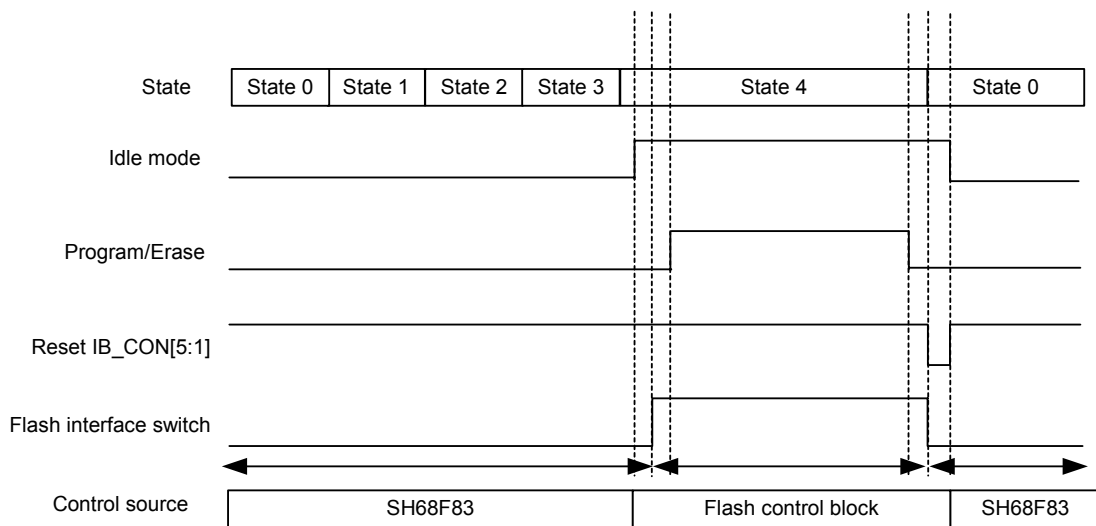 State State 0 State 1 State 2 State 3 State 4 State 0
Idle mode
Program/Erase
Reset IB_CON[5:1]
Flash interface switch
Control source SH68F83 Flash control block SH68F83